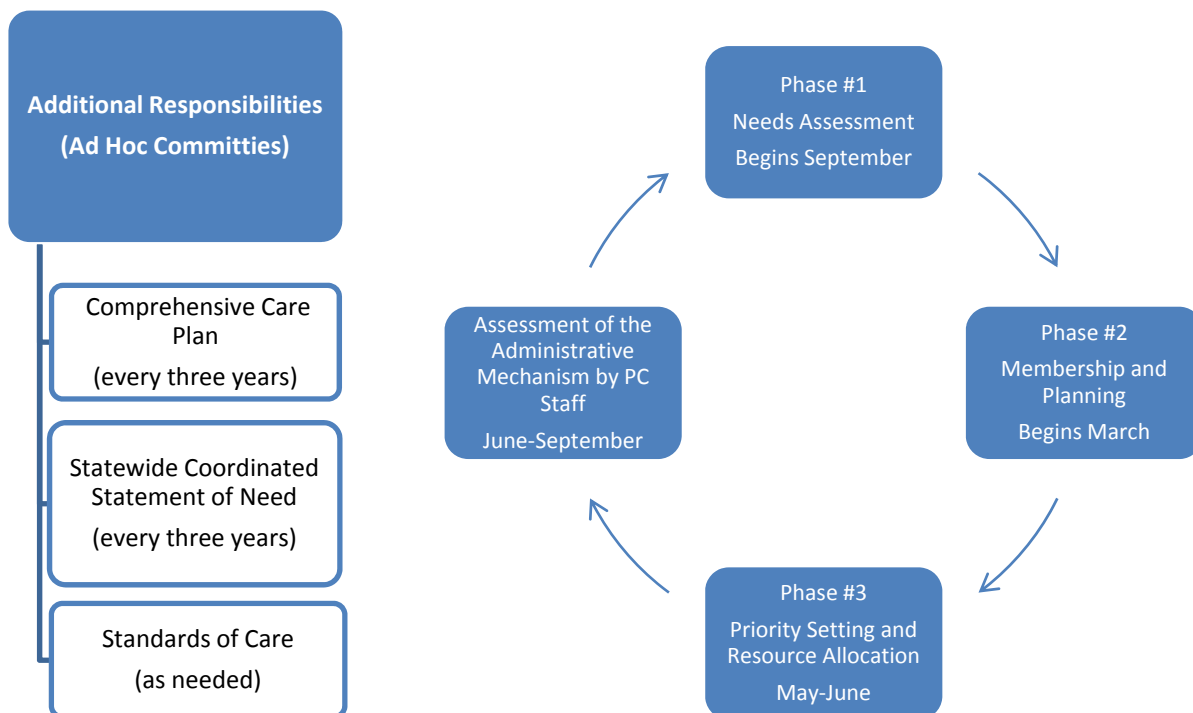 Additional Responsibilities
(Ad Hoc Committies)
Comprehensive Care
Plan
(every three years)
Statewide Coordinated
Statement of Need
(every three years)
Standards of Care
(as needed)
Phase #1
Needs Assessment
Begins September
Phase #2
Membership and
Planning
Begins March
Phase #3
Priority Setting and
Resource Allocation
May-June
Assessment of the
Administrative
Mechanism by PC
Staff
June-September